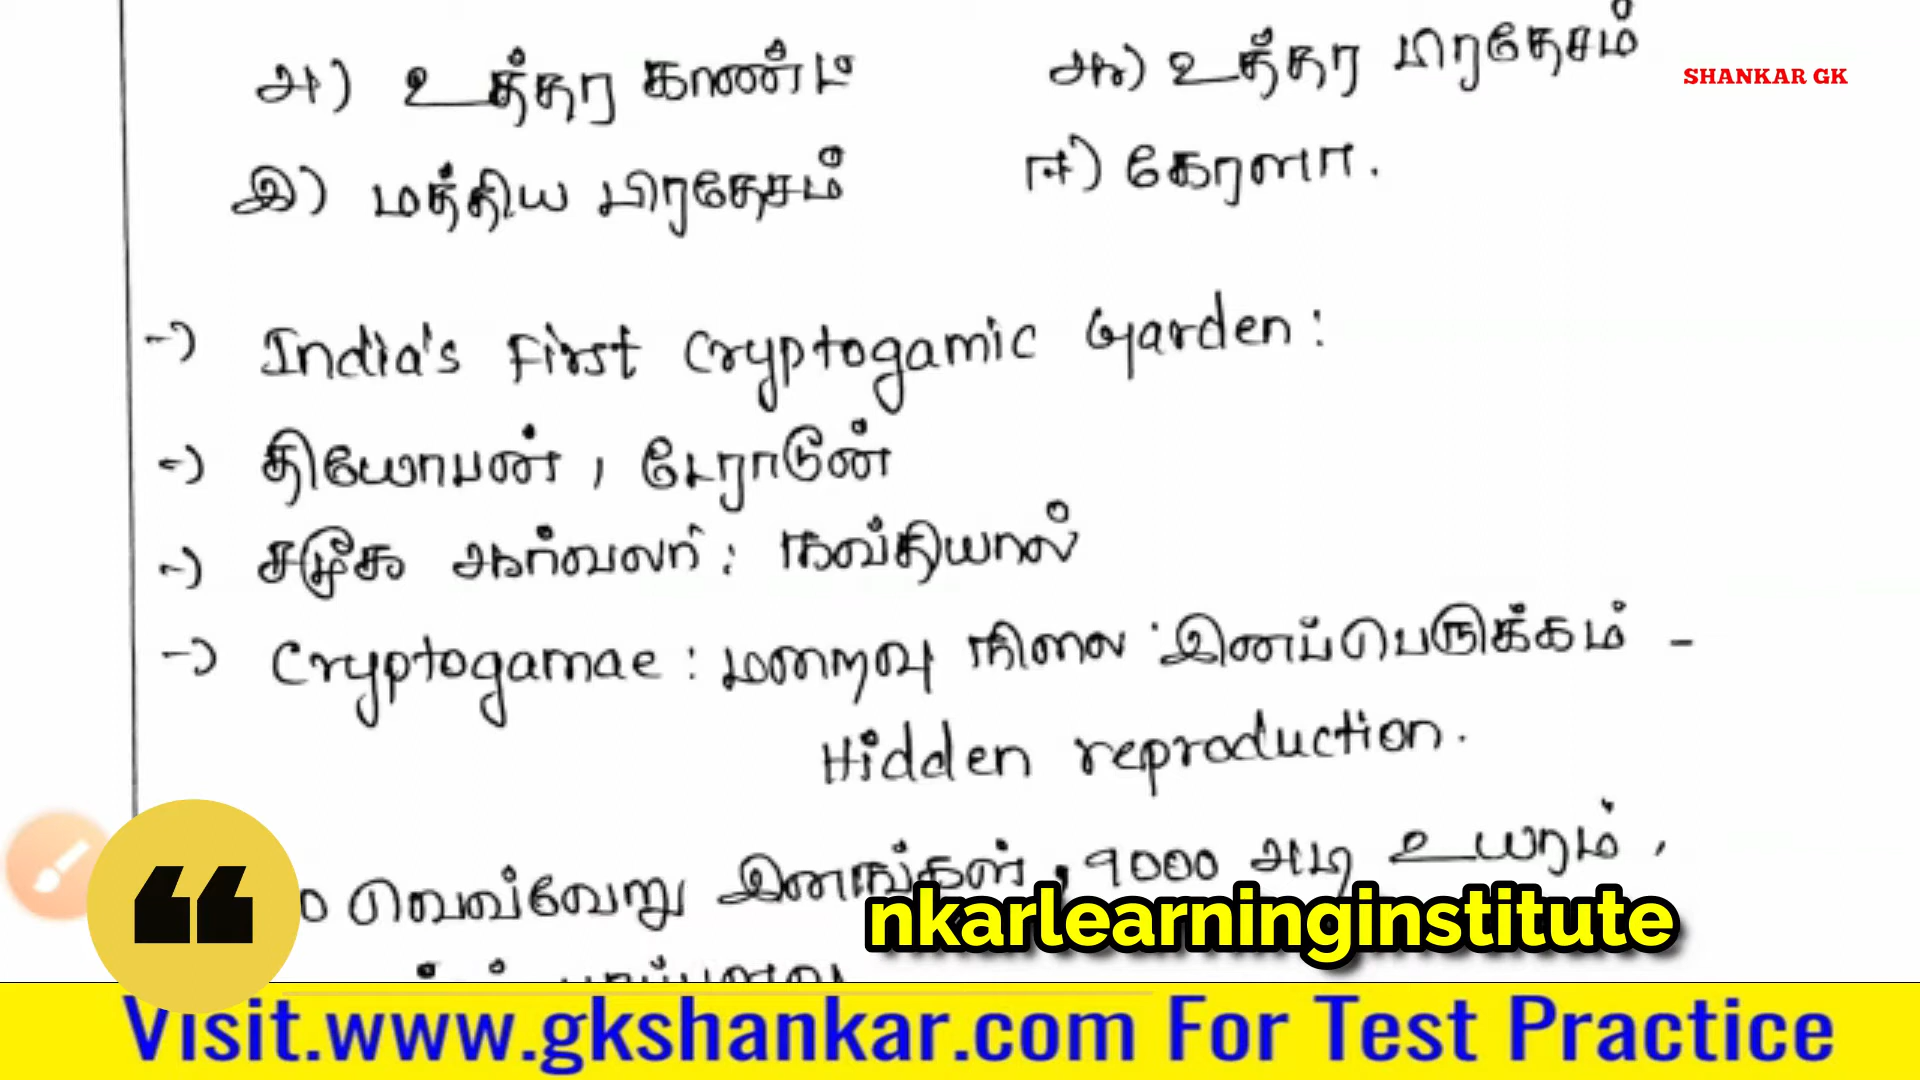 அ) உத்தர காண்ட ஆ) உத்தர பிரதேசம்
SHANKAR GK
இ) மத்திய பிரதேசம் ஈ) கேரளா.
-> India's First Cryptogamic Garden:
-> தியோபன், டேராடூன்
-> சமூக ஆர்வலர்: நவ்தியால்
-> Cryptogamae: மறைவு நிலை இனப்பெருக்கம் -
Hidden reproduction.
0 வெவ்வேறு இனங்கள், 9000 அடி உயரம்,
nkarlearninginstitute
Visit.www.gkshankar.com For Test Practice